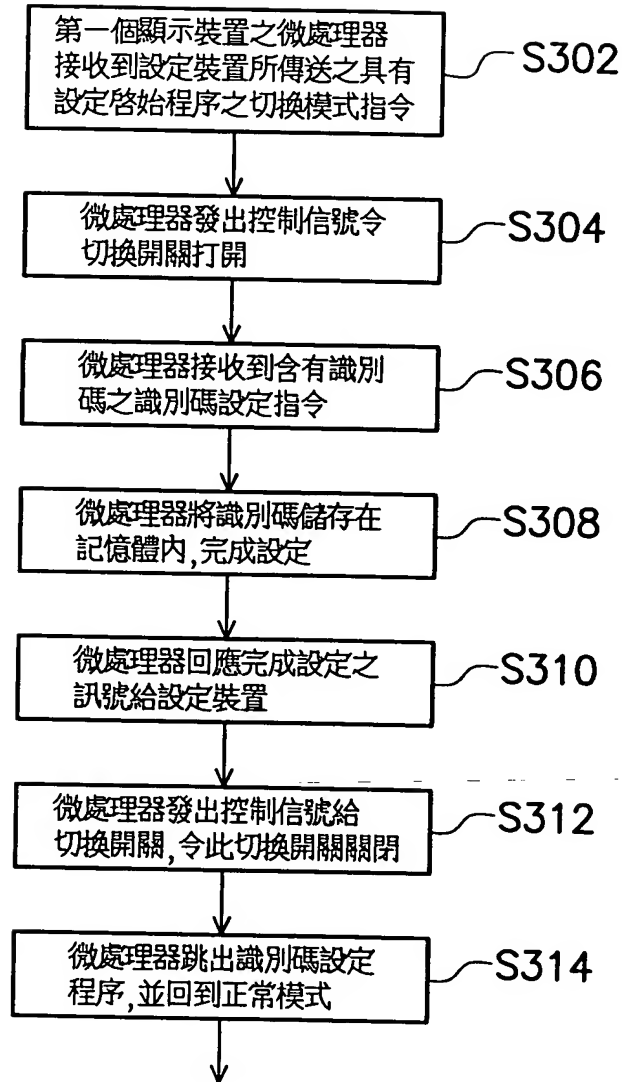 第一個顯示裝置之微處理器
接收到設定裝置所傳送之具有
設定啓始程序之切換模式指令
S302
微處理器發出控制信號令
切換開關打開
S304
微處理器接收到含有識別
碼之識別碼設定指令
S306
微處理器將識別碼儲存在
記憶體內,完成設定
S308
微處理器回應完成設定之
訊號給設定裝置
S310
微處理器發出控制信號給
切換開關,令此切換開關關閉
S312
微處理器跳出識別碼設定
程序,並回到正常模式
S314